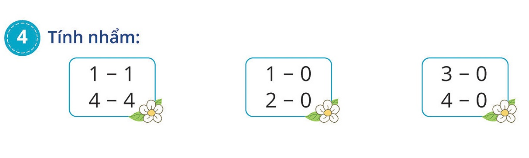 4 Tính nhẩm:
1 – 1
4 – 4
1 – 0
2 – 0
3 – 0
4 – 0